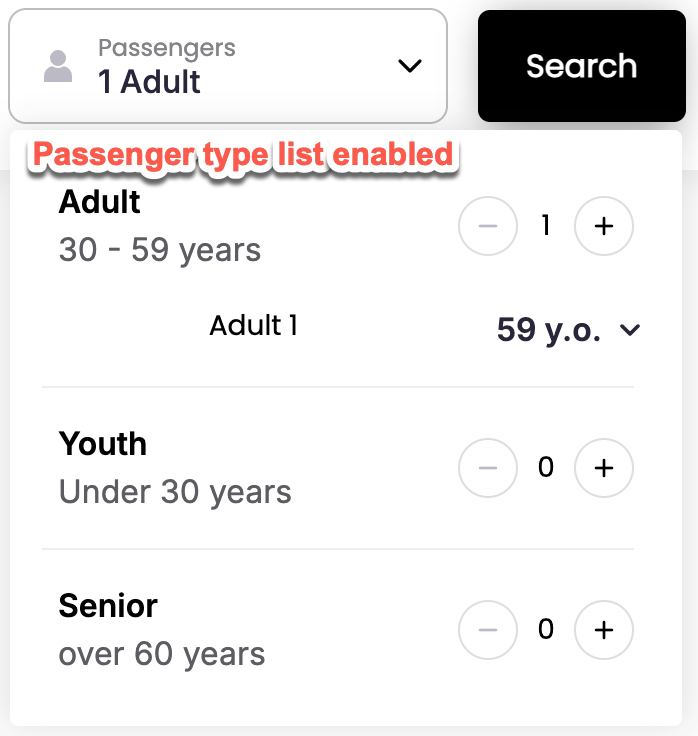 Passengers
1 Adult
Search
Passenger type list enabled
Adult
30 - 59 years
1
Adult 1
59 y.o.
Youth
Under 30 years
0
Senior
over 60 years
0